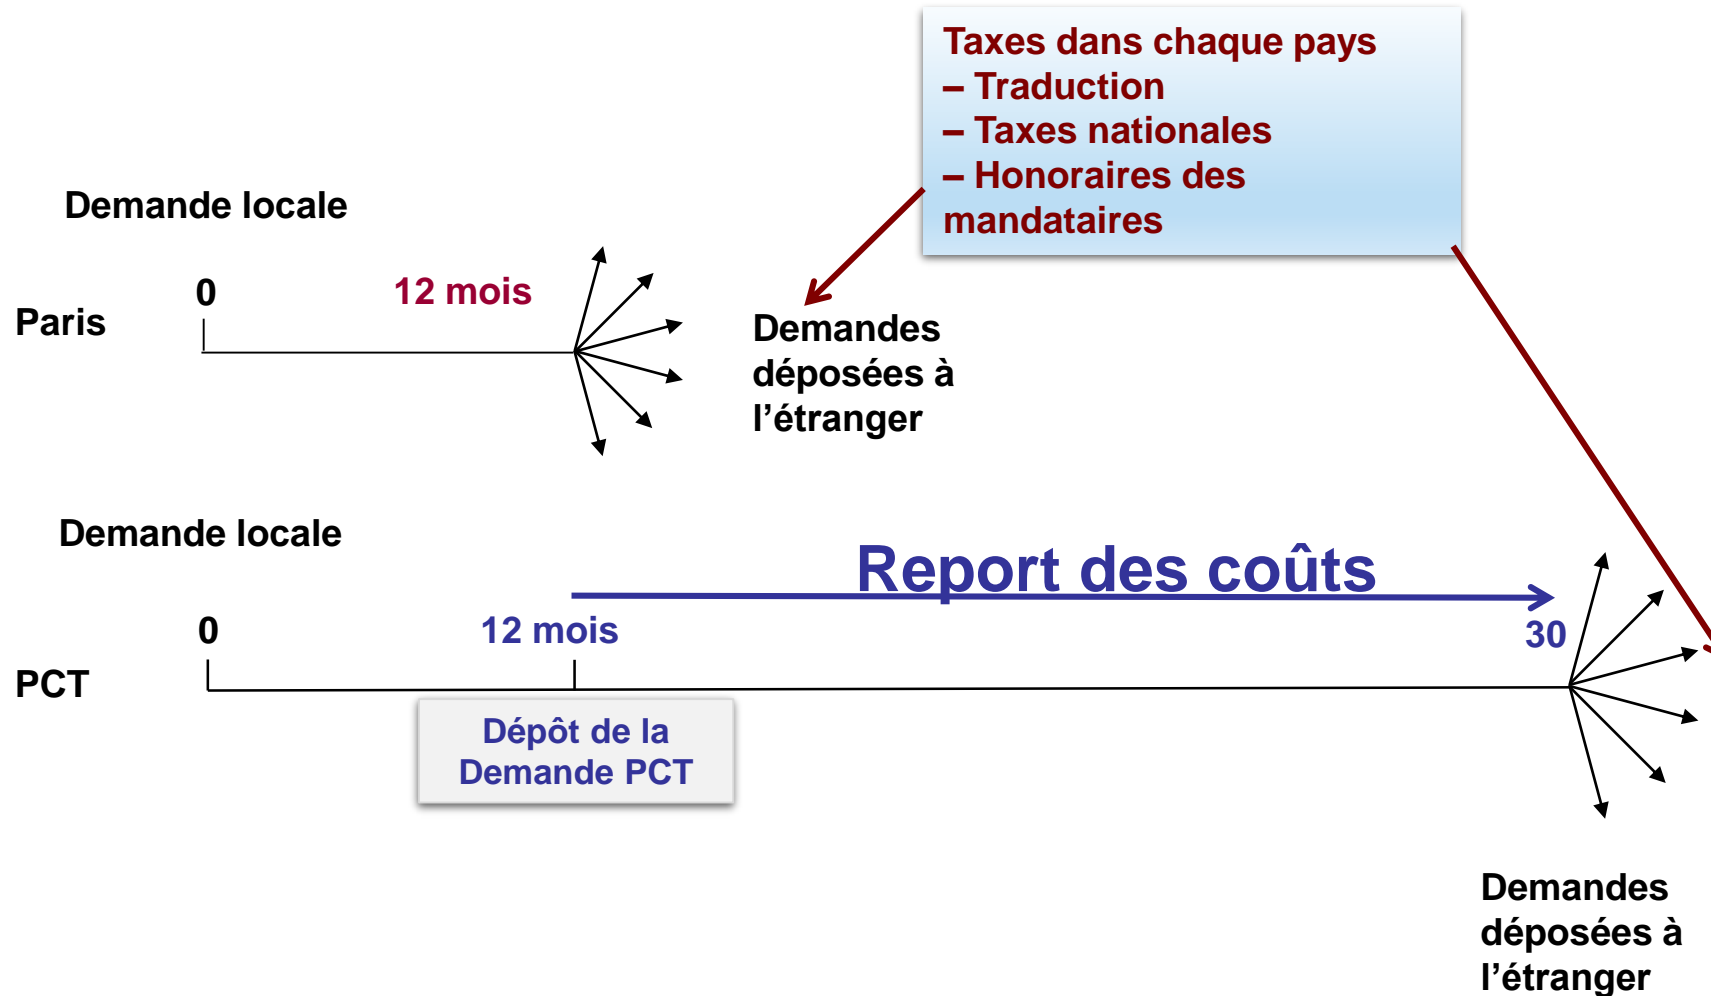 Taxes dans chaque pays
– Traduction
– Taxes nationales
– Honoraires des
mandataires
Demande locale
0
12 mois
Paris
Demandes
déposées à
l’étranger
Demande locale
Report des coûts
0
12 mois
30
PCT
Dépôt de la
Demande PCT
Demandes
déposées à
l’étranger